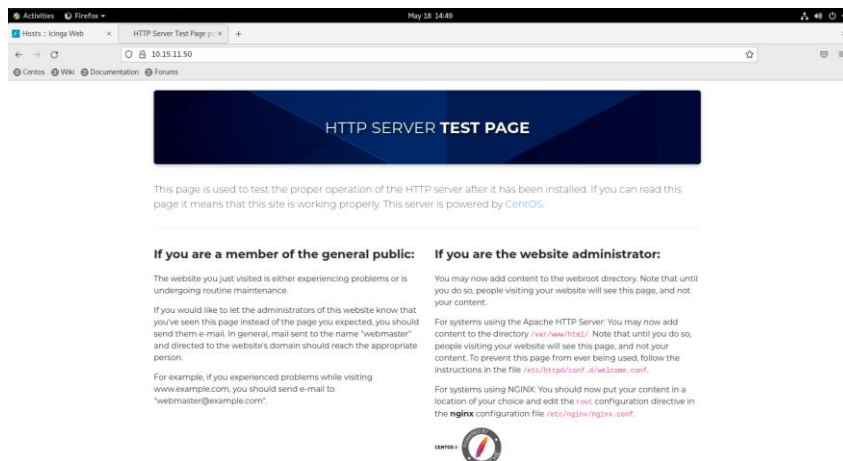 Activities Firefox May 18 14:49
Hosts :: Icinga Web × HTTP Server Test Page po × +
10.15.11.50
Centos Wiki Documentation Forums
HTTP SERVER TEST PAGE
This page is used to test the proper operation of the HTTP server after it has been installed. If you can read this
page it means that this site is working properly. This server is powered by CentOS.
If you are a member of the general public:
The website you just visited is either experiencing problems or is
undergoing routine maintenance.
If you would like to let the administrators of this website know that
you've seen this page instead of the page you expected, you should
send them e-mail. In general, mail sent to the name "webmaster"
and directed to the website's domain should reach the appropriate
person.
For example, if you experienced problems while visiting
www.example.com, you should send e-mail to
"webmaster@example.com".
If you are the website administrator:
You may now add content to the webroot directory. Note that until
you do so, people visiting your website will see this page, and not
your content.
For systems using the Apache HTTP Server: You may now add
content to the directory /var/www/html/. Note that until you do so,
people visiting your website will see this page, and not your
content. To prevent this page from ever being used, follow the
instructions in the file /etc/httpd/conf.d/welcome.conf.
For systems using NGINX: You should now put your content in a
location of your choice and edit the root configuration directive in
the nginx configuration file /etc/nginx/nginx.conf.